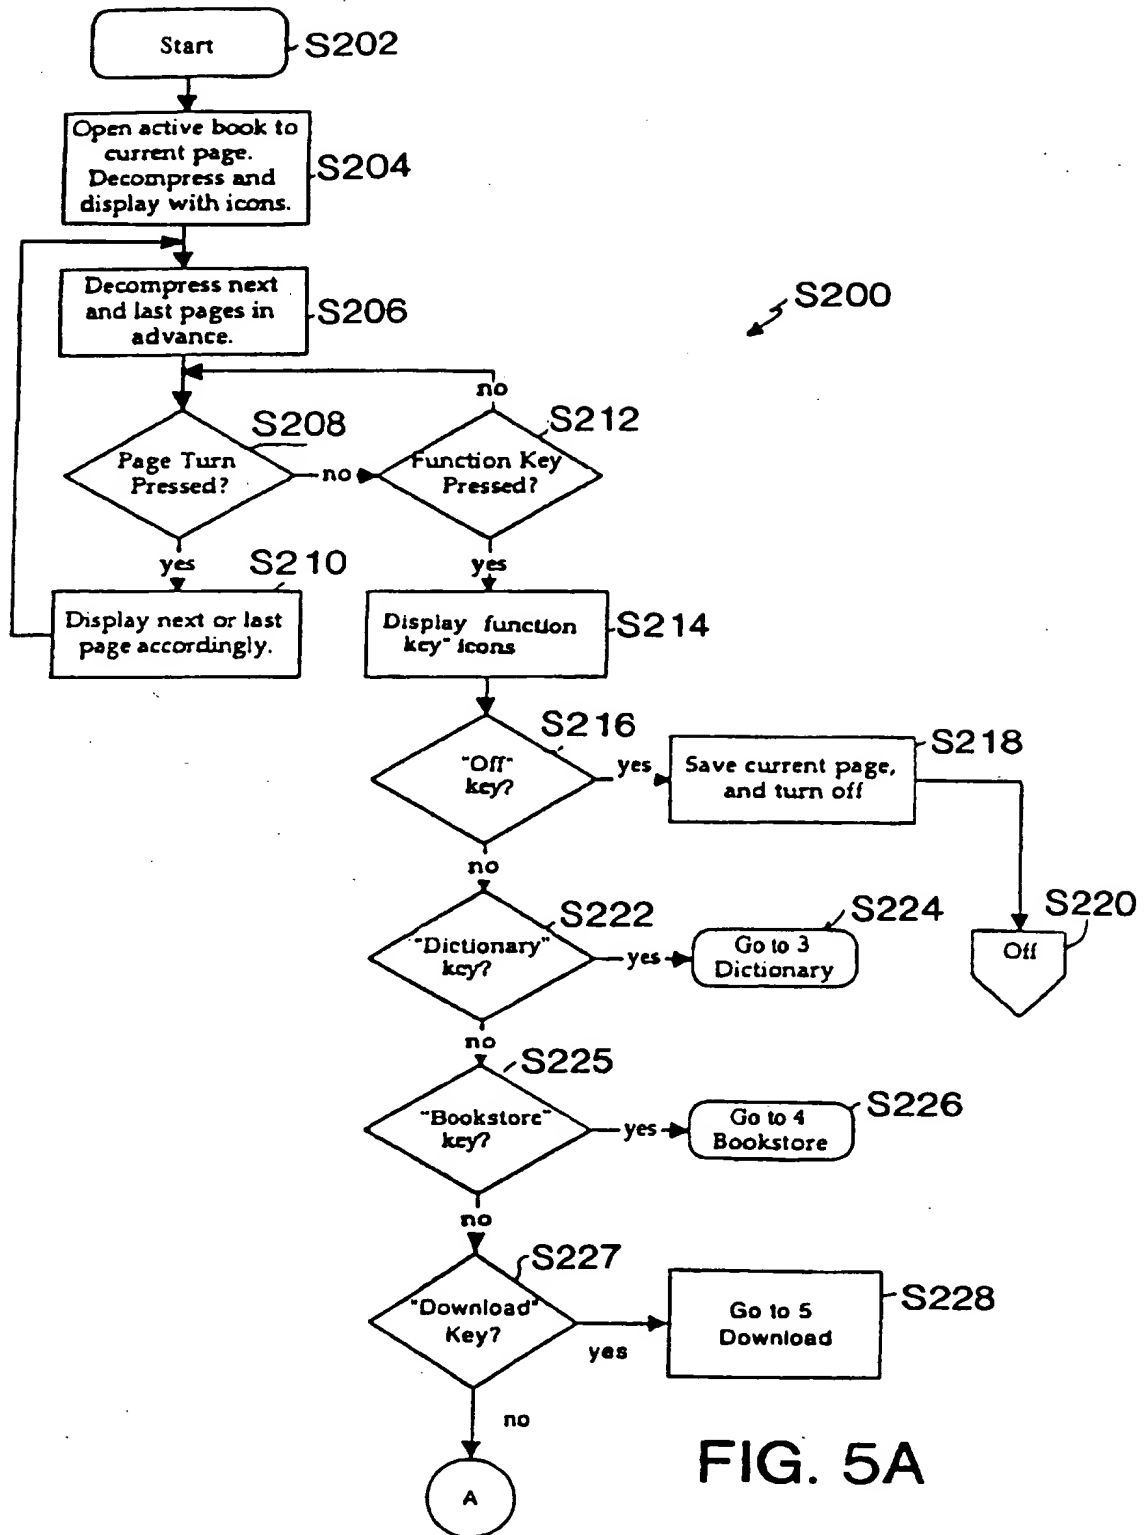 Start
S202
Open active book to
current page.
Decompress and
display with icons.
S204
Decompress next
and last pages in
advance.
S206
S200
no
S208
S212
Page Turn
Pressed?
no
Function Key
Pressed?
yes
S210
yes
Display next or last
page accordingly.
Display function
key" icons
S214
S216
"Off"
key?
yes
Save current page,
and turn off
S218
no
S222
"Dictionary"
key?
yes
Go to 3
Dictionary
S224
Off
S220
no
S225
"Bookstore"
key?
yes
Go to 4
Bookstore
S226
no
S227
"Download"
Key?
yes
Go to 5
Download
S228
no
A
FIG. 5A